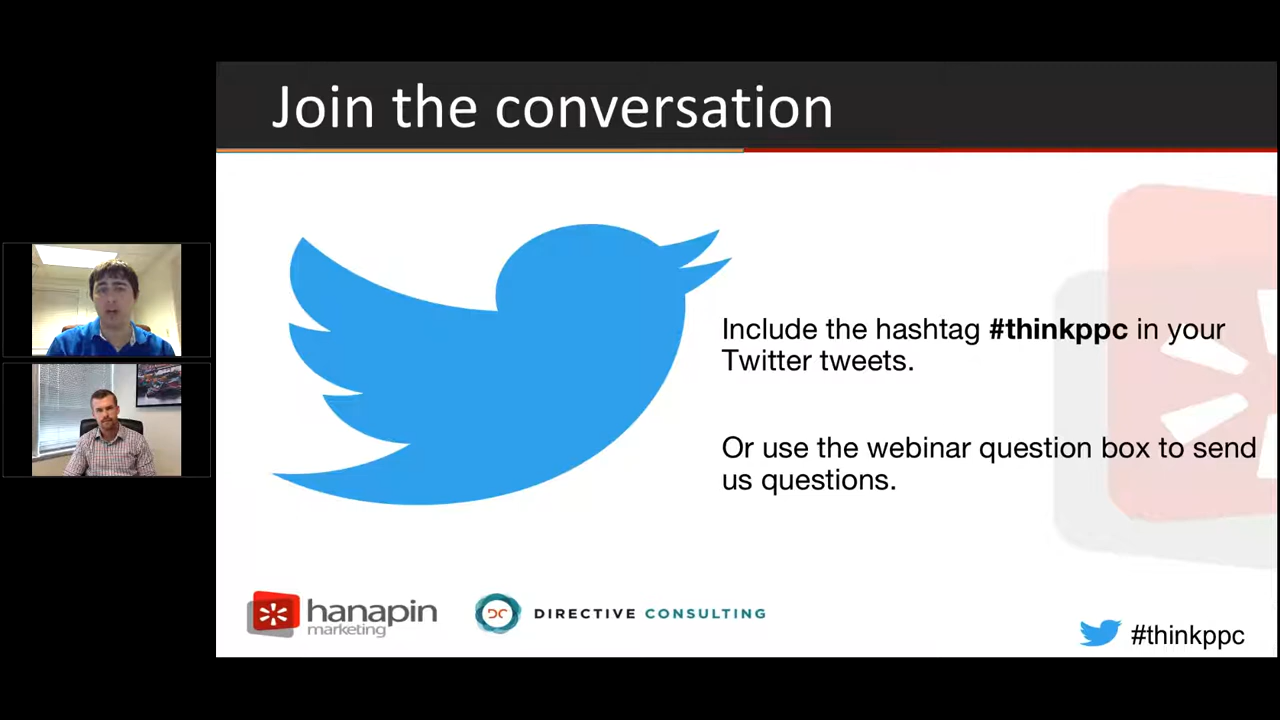 Join the conversation
Include the hashtag #thinkppc in your
Twitter tweets.
Or use the webinar question box to send
us questions.
hanapin
marketing
DC
DIRECTIVE CONSULTING
#thinkppc